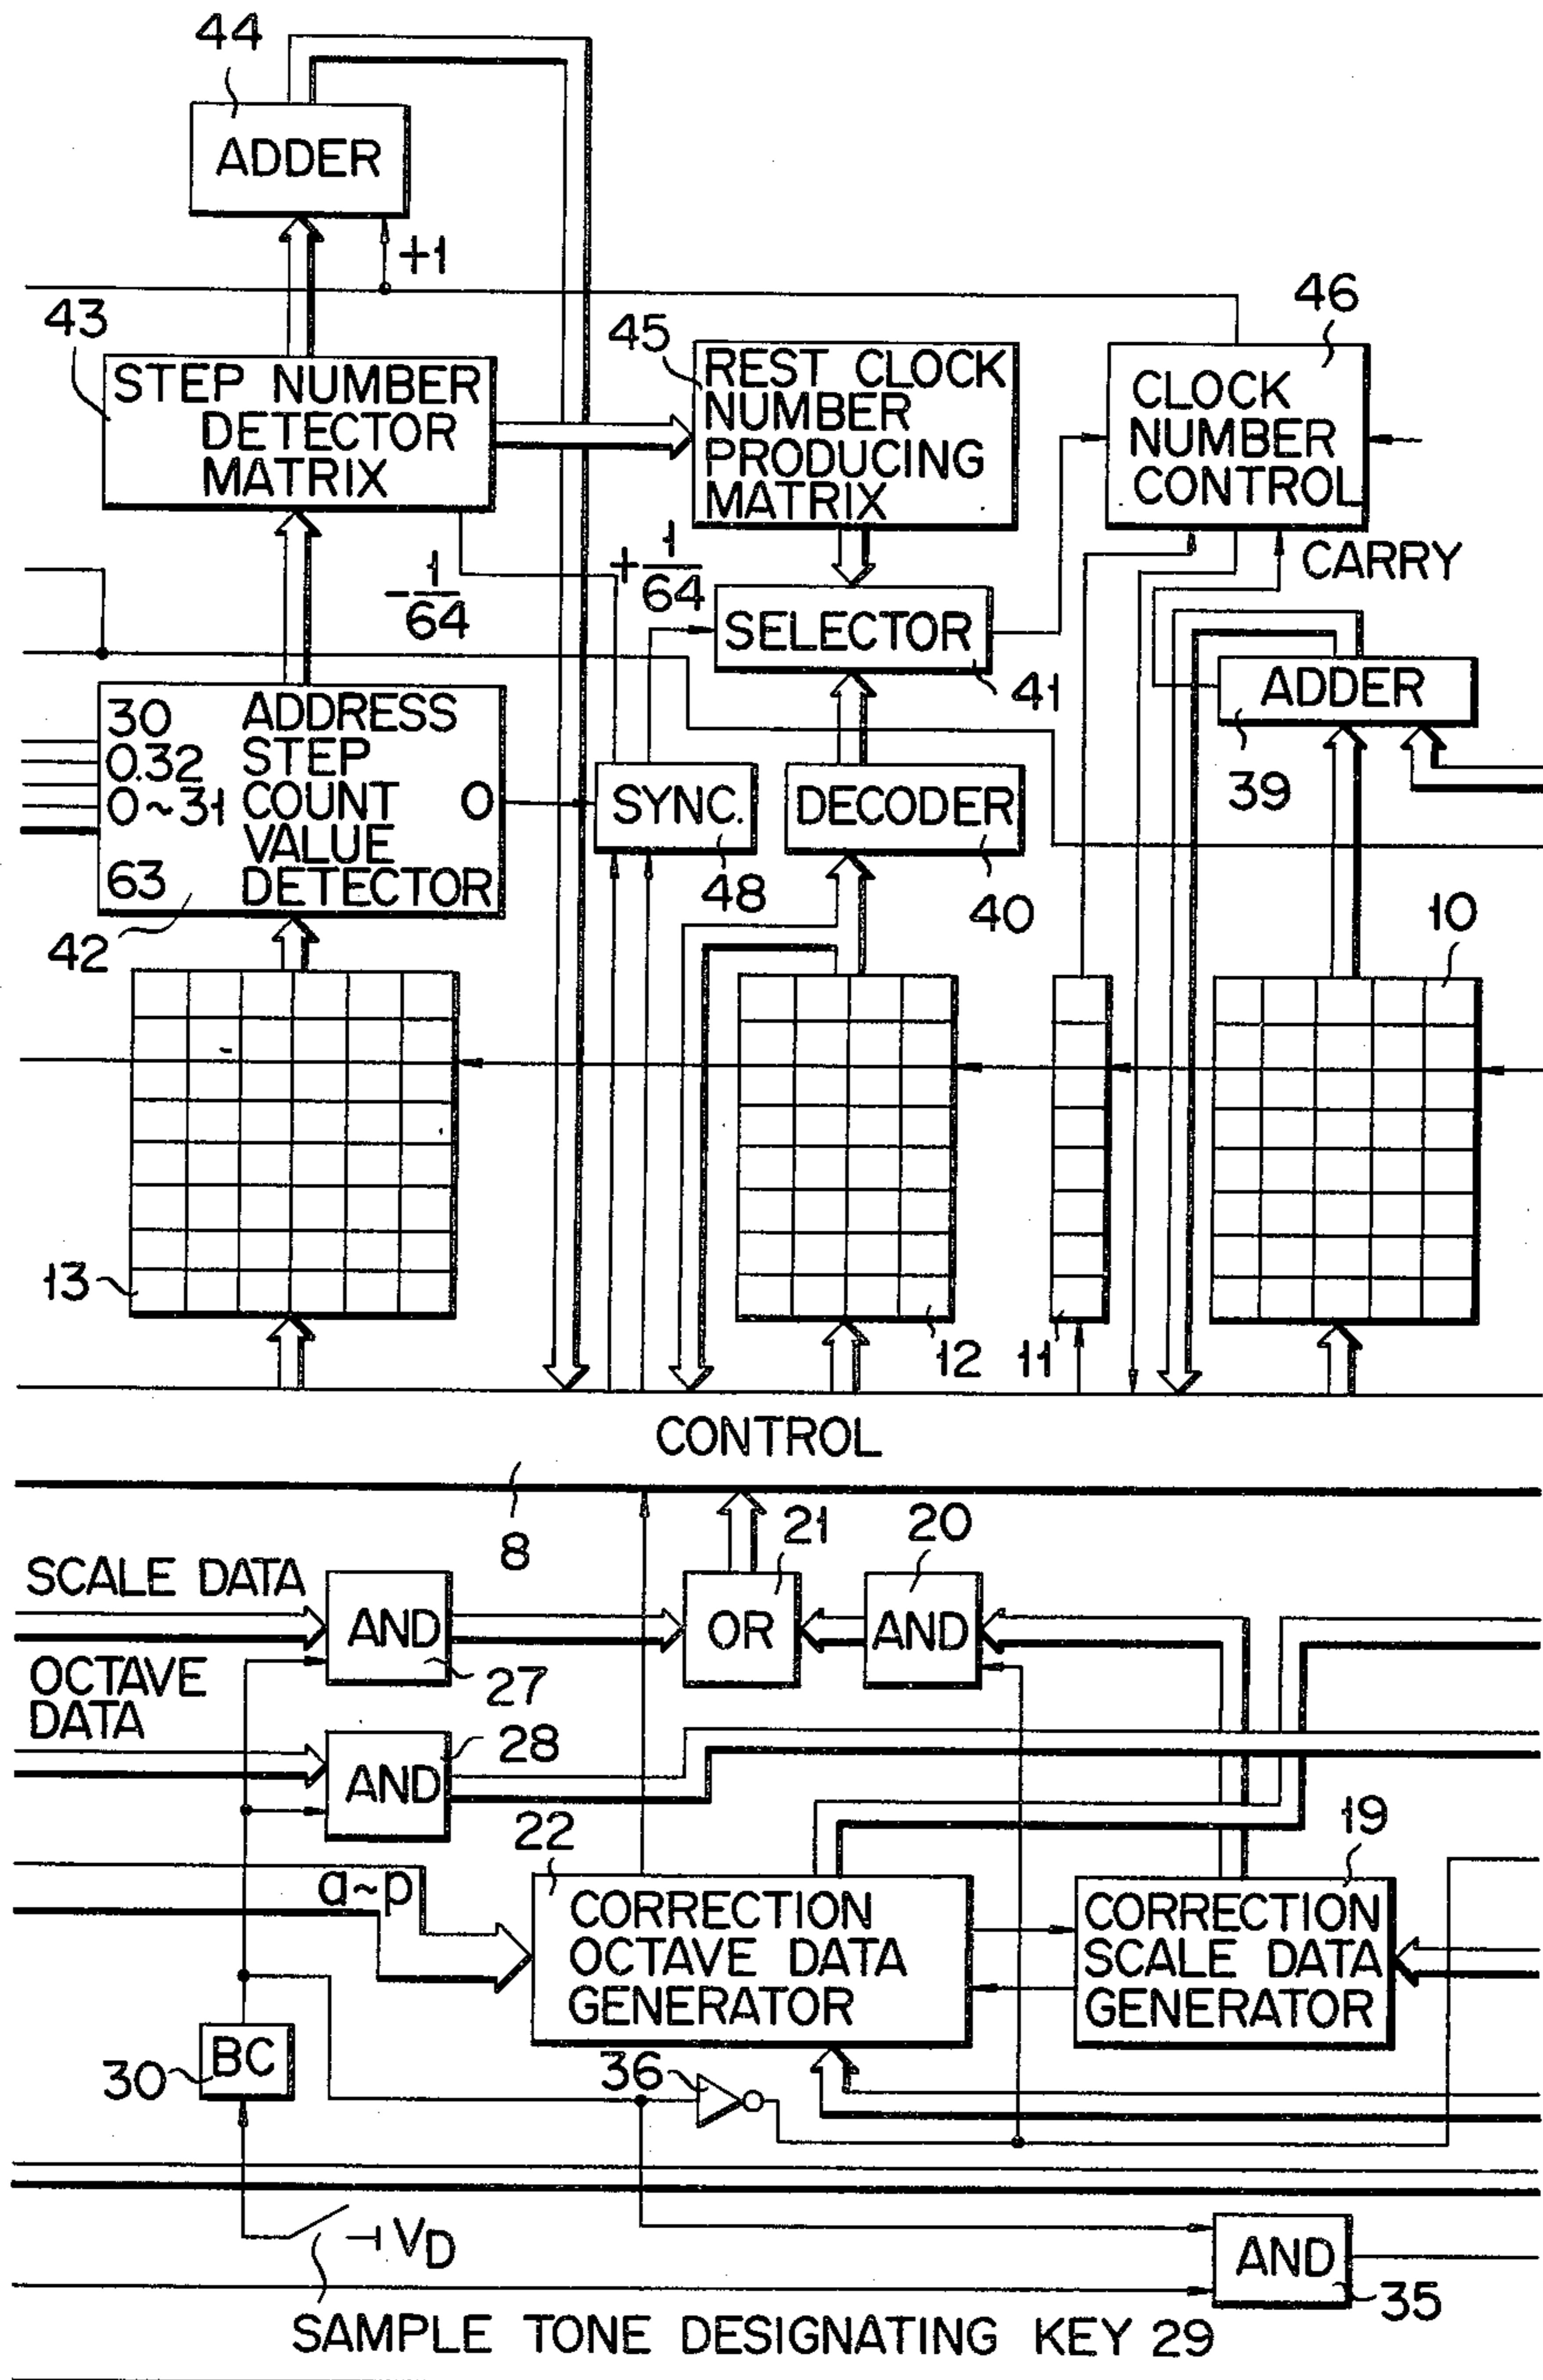 44
ADDER
+1
43
STEP NUMBER
DETECTOR
MATRIX
45
REST CLOCK
NUMBER
PRODUCING
MATRIX
46
CLOCK
NUMBER
CONTROL
CARRY
-1/64
+1/64
SELECTOR
41
ADDER
39
30 ADDRESS
0.32 STEP
0~31 COUNT 0
VALUE
63 DETECTOR
42
SYNC.
48
DECODER
40
10
13
12
11
CONTROL
8
SCALE DATA
AND
27
OR
21
AND
20
OCTAVE
DATA
AND
28
a~p
22
CORRECTION
OCTAVE DATA
GENERATOR
19
CORRECTION
SCALE DATA
GENERATOR
30
BC
36
VD
AND
35
SAMPLE TONE DESIGNATING KEY 29